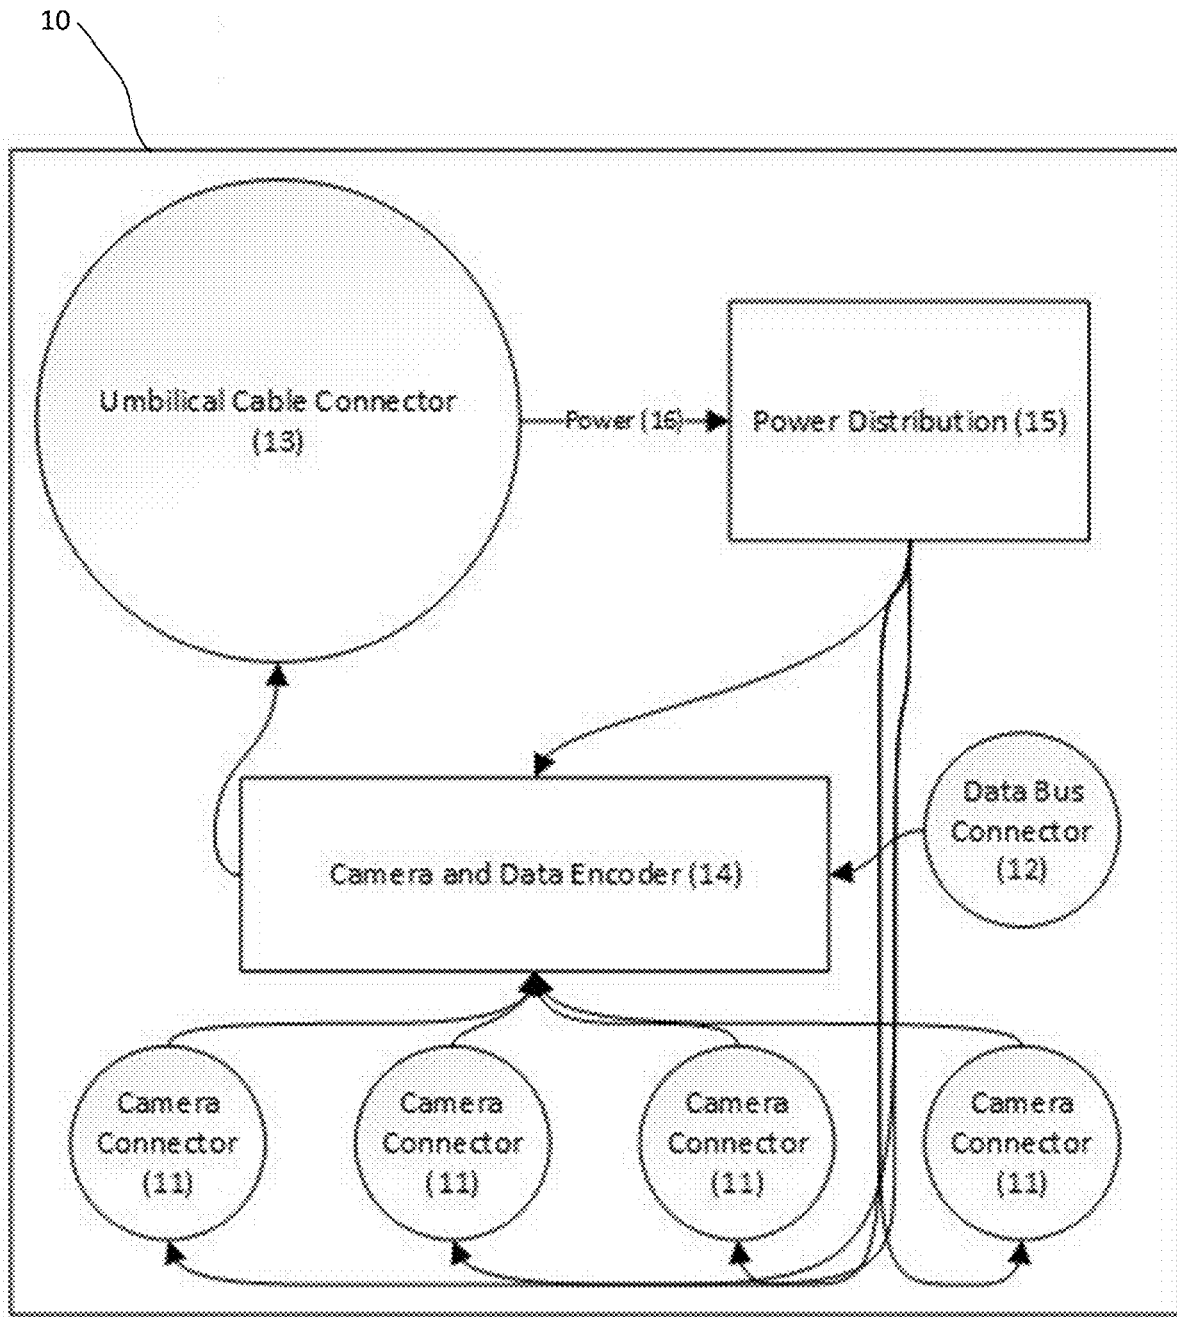 10
Umbilical Cable Connector
(13)
Power (16)
Power Distribution (15)
Data Bus
Connector
(12)
Camera and Data Encoder (14)
Camera
Connector
(11)
Camera
Connector
(11)
Camera
Connector
(11)
Camera
Connector
(11)